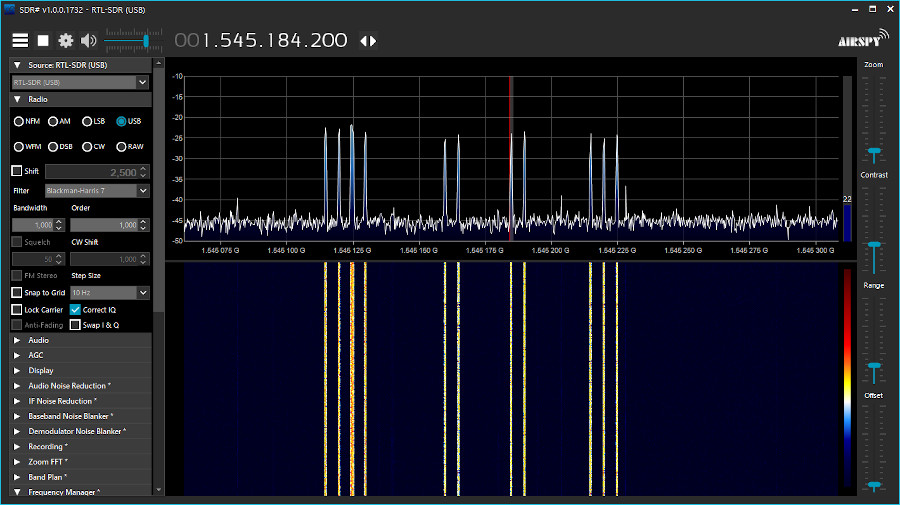 SDR# v1.0.0.1732 - RTL-SDR (USB)
001.545.184.200
AIRSPY
Source: RTL-SDR (USB)
RTL-SDR (USB)
Radio
NFM AM LSB USB
WFM DSB CW RAW
Shift 2,500
Filter Blackman-Harris 7
Bandwidth Order
1,000 1,000
Squelch CW Shift
50 1,000
FM Stereo Step Size
Snap to Grid 10 Hz
Lock Carrier Correct IQ
Anti-Fading Swap I & Q
Audio
AGC
Display
Audio Noise Reduction *
IF Noise Reduction *
Baseband Noise Blanker *
Demodulator Noise Blanker *
Recording *
Zoom FFT *
Band Plan *
Frequency Manager *
-10
-15
-20
-25
-30
-35
-40
-45
-50
1.545 075 G 1.545 100 G 1.545 125 G 1.545 150 G 1.545 175 G 1.545 200 G 1.545 225 G 1.545 250 G 1.545 275 G 1.545 300 G
22
Zoom
Contrast
Range
Offset